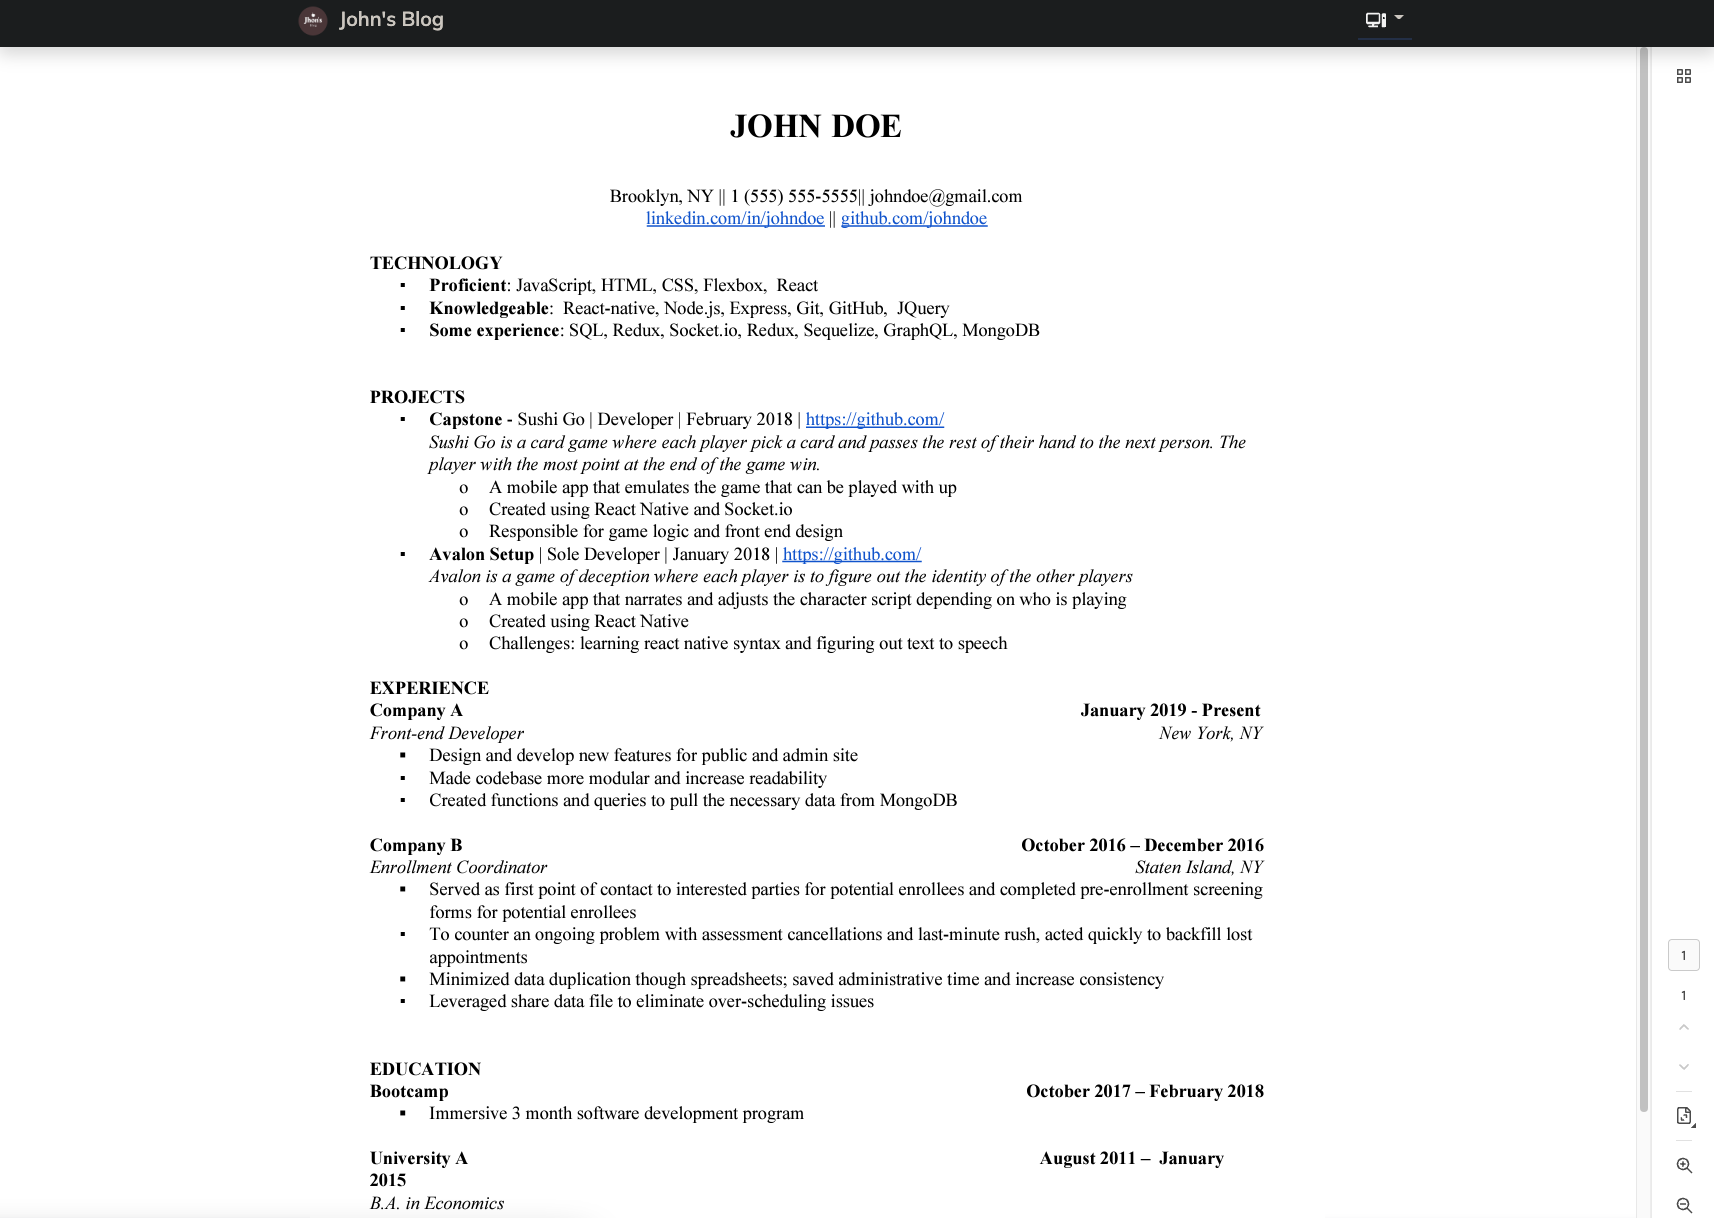 John's Blog
JOHN DOE
Brooklyn, NY || 1 (555) 555-5555|| johndoe@gmail.com
linkedin.com/in/johndoe || github.com/johndoe
TECHNOLOGY
▪ Proficient: JavaScript, HTML, CSS, Flexbox, React
▪ Knowledgeable: React-native, Node.js, Express, Git, GitHub, JQuery
▪ Some experience: SQL, Redux, Socket.io, Redux, Sequelize, GraphQL, MongoDB
PROJECTS
▪ Capstone - Sushi Go | Developer | February 2018 | https://github.com/
Sushi Go is a card game where each player pick a card and passes the rest of their hand to the next person. The
player with the most point at the end of the game win.
o A mobile app that emulates the game that can be played with up
o Created using React Native and Socket.io
o Responsible for game logic and front end design
▪ Avalon Setup | Sole Developer | January 2018 | https://github.com/
Avalon is a game of deception where each player is to figure out the identity of the other players
o A mobile app that narrates and adjusts the character script depending on who is playing
o Created using React Native
o Challenges: learning react native syntax and figuring out text to speech
EXPERIENCE
Company A January 2019 - Present
Front-end Developer New York, NY
▪ Design and develop new features for public and admin site
▪ Made codebase more modular and increase readability
▪ Created functions and queries to pull the necessary data from MongoDB
Company B October 2016 – December 2016
Enrollment Coordinator Staten Island, NY
▪ Served as first point of contact to interested parties for potential enrollees and completed pre-enrollment screening
forms for potential enrollees
▪ To counter an ongoing problem with assessment cancellations and last-minute rush, acted quickly to backfill lost
appointments
▪ Minimized data duplication though spreadsheets; saved administrative time and increase consistency
▪ Leveraged share data file to eliminate over-scheduling issues
EDUCATION
Bootcamp October 2017 – February 2018
▪ Immersive 3 month software development program
University A August 2011 – January
2015
B.A. in Economics
1
1